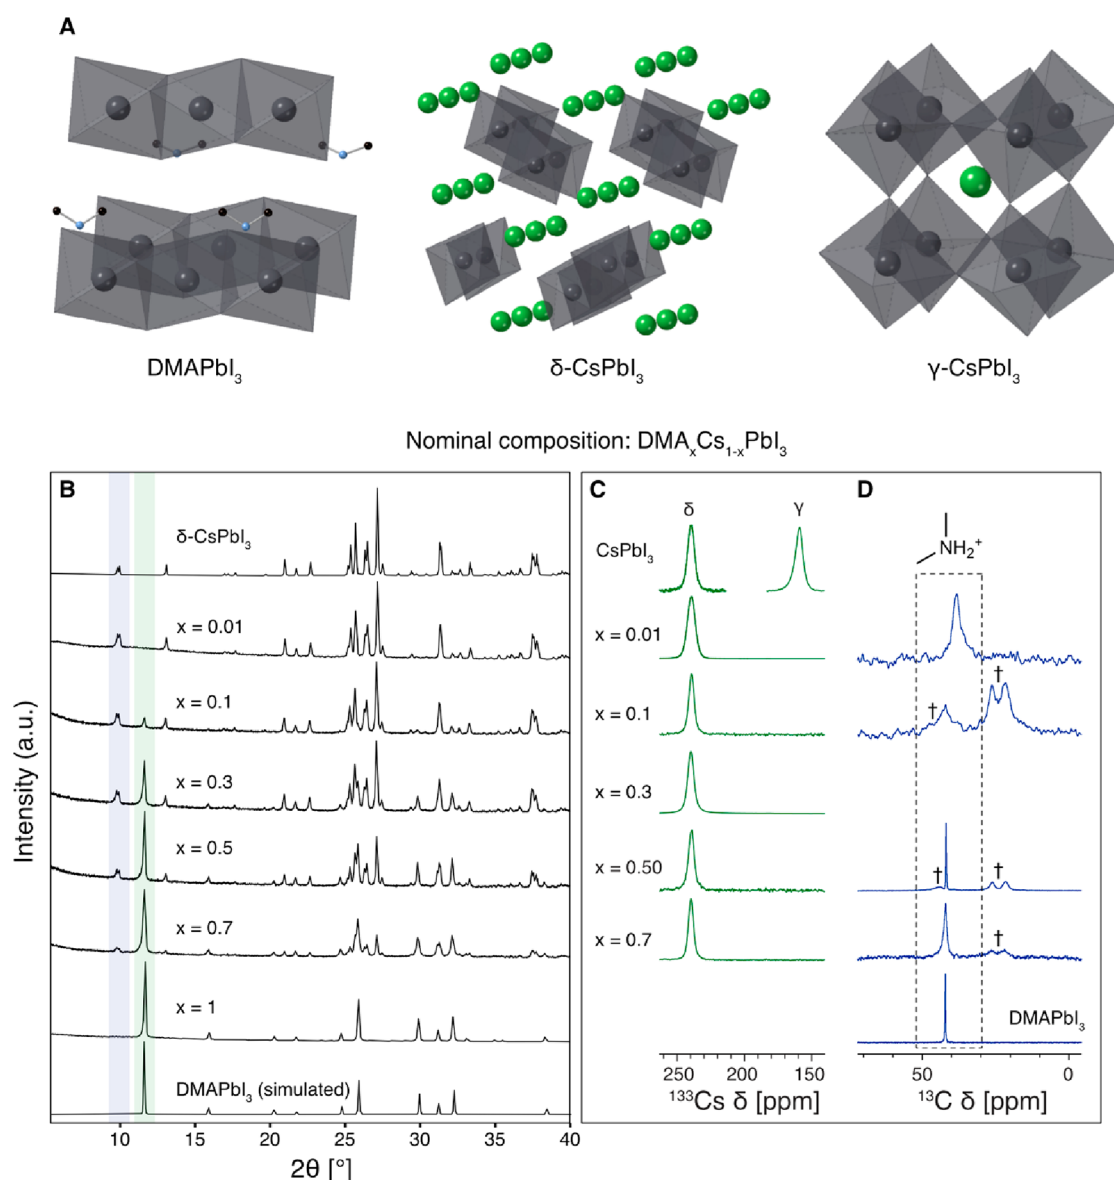 A
DMAPbI₃
δ-CsPbI₃
γ-CsPbI₃
Nominal composition: DMAₓCs₁₋ₓPbI₃
B
δ-CsPbI₃
x = 0.01
x = 0.1
x = 0.3
x = 0.5
x = 0.7
x = 1
DMAPbI₃ (simulated)
Intensity (a.u.)
10 15 20 25 30 35 40
2θ [°]
C
δ γ
CsPbI₃
x = 0.01
x = 0.1
x = 0.3
x = 0.50
x = 0.7
250 200 150
¹³³Cs δ [ppm]
D
NH₂⁺
† †
† †
†
DMAPbI₃
50 0
¹³C δ [ppm]